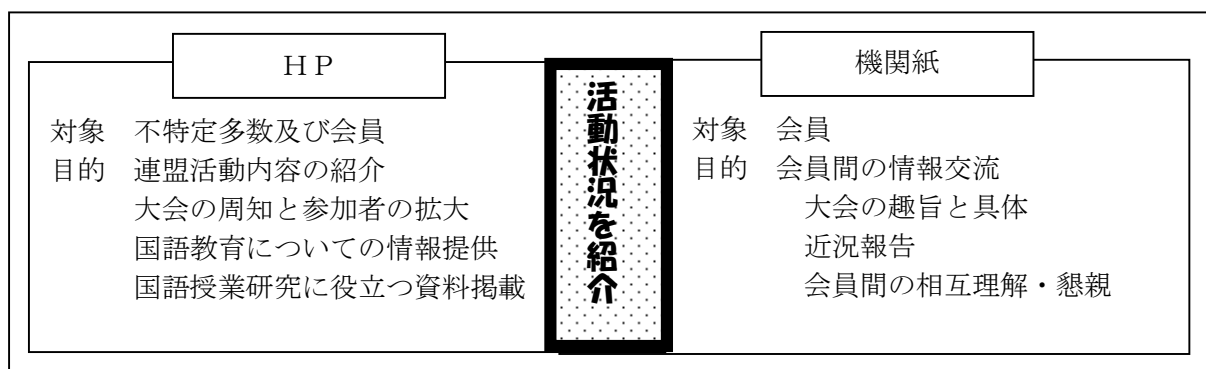 ＨＰ
対象　不特定多数及び会員
目的　連盟活動内容の紹介
大会の周知と参加者の拡大
国語教育についての情報提供
国語授業研究に役立つ資料掲載
活動状況を紹介
機関紙
対象　会員
目的　会員間の情報交流
大会の趣旨と具体
近況報告
会員間の相互理解・懇親